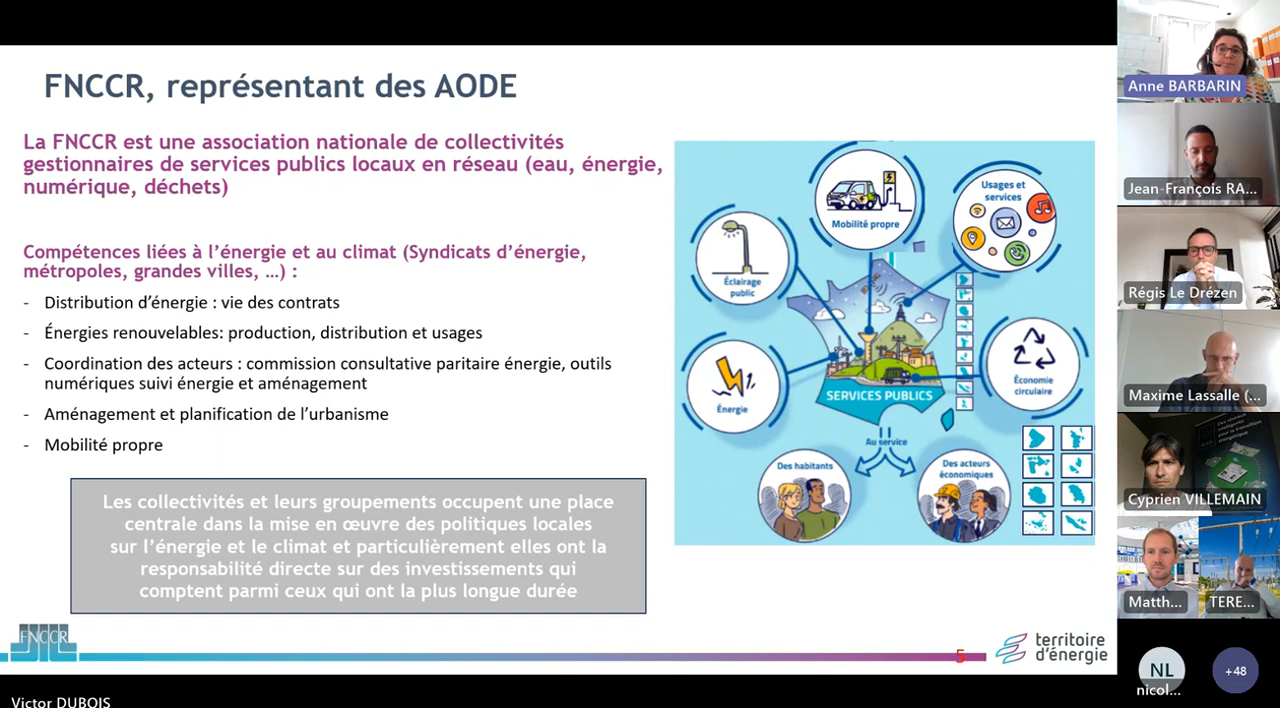 FNCCR, représentant des AODE
La FNCCR est une association nationale de collectivités
gestionnaires de services publics locaux en réseau (eau, énergie,
numérique, déchets)
Compétences liées à l’énergie et au climat (Syndicats d’énergie,
métropoles, grandes villes, …) :
- Distribution d’énergie : vie des contrats
- Énergies renouvelables: production, distribution et usages
- Coordination des acteurs : commission consultative paritaire énergie, outils
numériques suivi énergie et aménagement
- Aménagement et planification de l’urbanisme
- Mobilité propre
Les collectivités et leurs groupements occupent une place
centrale dans la mise en œuvre des politiques locales
sur l’énergie et le climat et particulièrement elles ont la
responsabilité directe sur des investissements qui
comptent parmi ceux qui ont la plus longue durée
Mobilité propre
Usages et
services
Éclairage
public
Énergie
Économie
circulaire
SERVICES PUBLICS
Au service
Des habitants
Des acteurs
économiques
FNCCR
5
territoire
d’énergie
Victor DUBOIS
Anne BARBARIN
Jean-François RA...
Régis Le Drézen
Maxime Lassalle (...
Cyprien VILLEMAIN
Matth...
TERE...
NL
nicol...
+48